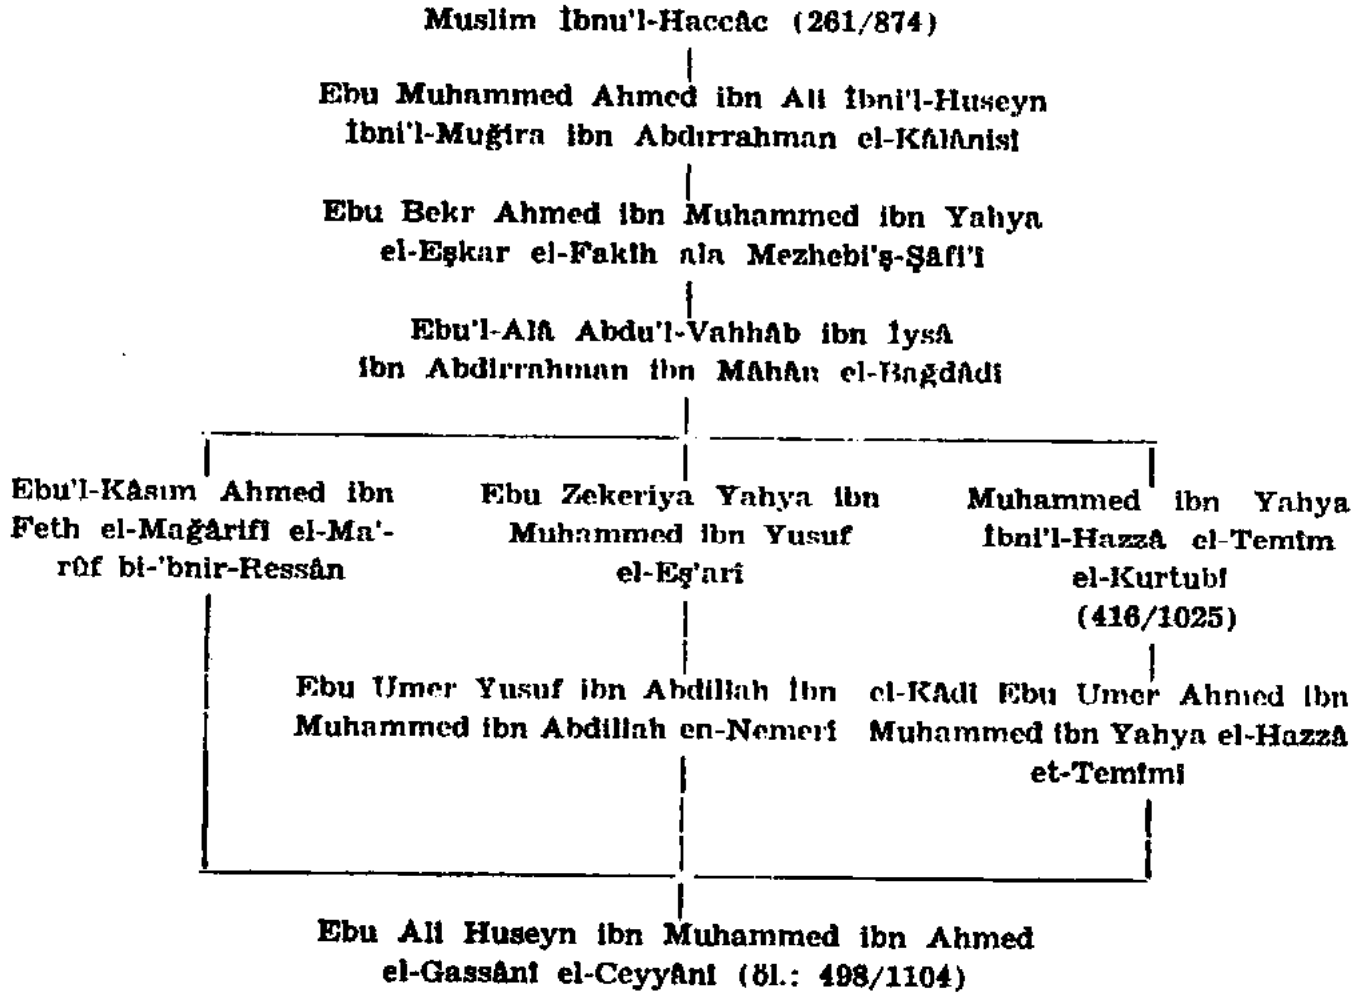 Muslim İbnu'l-Haccâc (261/874)
Ebu Muhammed Ahmed ibn Ali İbni'l-Huseyn
İbni'l-Muğîra ibn Abdırrahman el-Kâlânisî
Ebu Bekr Ahmed ibn Muhammed ibn Yahya
el-Eşkar el-Fakîh ala Mezhebi'ş-Şâfi'î
Ebu'l-Alâ Abdu'l-Vahhâb ibn İysâ
ibn Abdirrahman ibn Mâhân el-Bağdâdî
Ebu'l-Kâsım Ahmed ibn
Feth el-Mağârifî el-Ma'-
rûf bi-'bnir-Ressân
Ebu Zekeriya Yahya ibn
Muhammed ibn Yusuf
el-Eş'arî
Muhammed ibn Yahya
İbni'l-Hazzâ el-Temîm
el-Kurtubî
(416/1025)
Ebu Umer Yusuf ibn Abdillah İbn
Muhammed ibn Abdillah en-Nemerî
el-Kâdî Ebu Umer Ahmed ibn
Muhammed ibn Yahya el-Hazzâ
et-Temîmî
Ebu Ali Huseyn ibn Muhammed ibn Ahmed
el-Gassânî el-Ceyyânî (öl.: 498/1104)